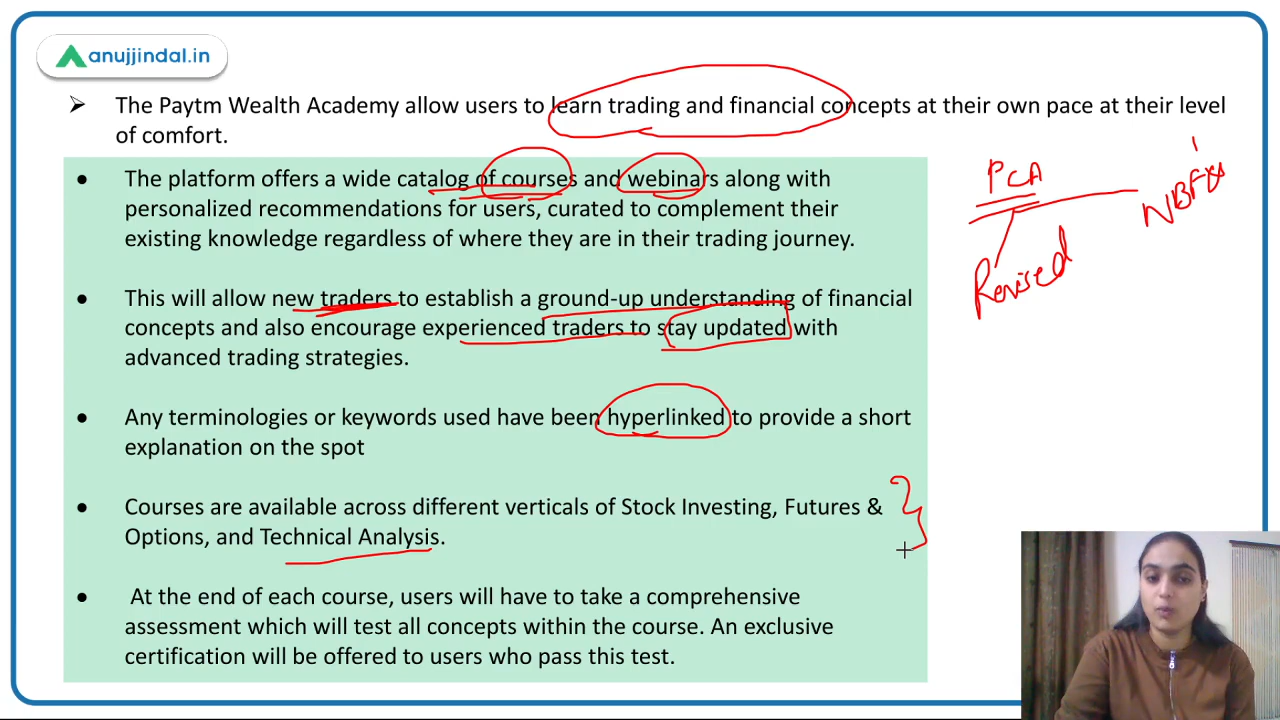 anujjindal.in
The Paytm Wealth Academy allow users to learn trading and financial concepts at their own pace at their level
of comfort.
The platform offers a wide catalog of courses and webinars along with
personalized recommendations for users, curated to complement their
existing knowledge regardless of where they are in their trading journey.
This will allow new traders to establish a ground-up understanding of financial
concepts and also encourage experienced traders to stay updated with
advanced trading strategies.
Any terminologies or keywords used have been hyperlinked to provide a short
explanation on the spot
Courses are available across different verticals of Stock Investing, Futures &
Options, and Technical Analysis.
At the end of each course, users will have to take a comprehensive
assessment which will test all concepts within the course. An exclusive
certification will be offered to users who pass this test.
PCA
Revised